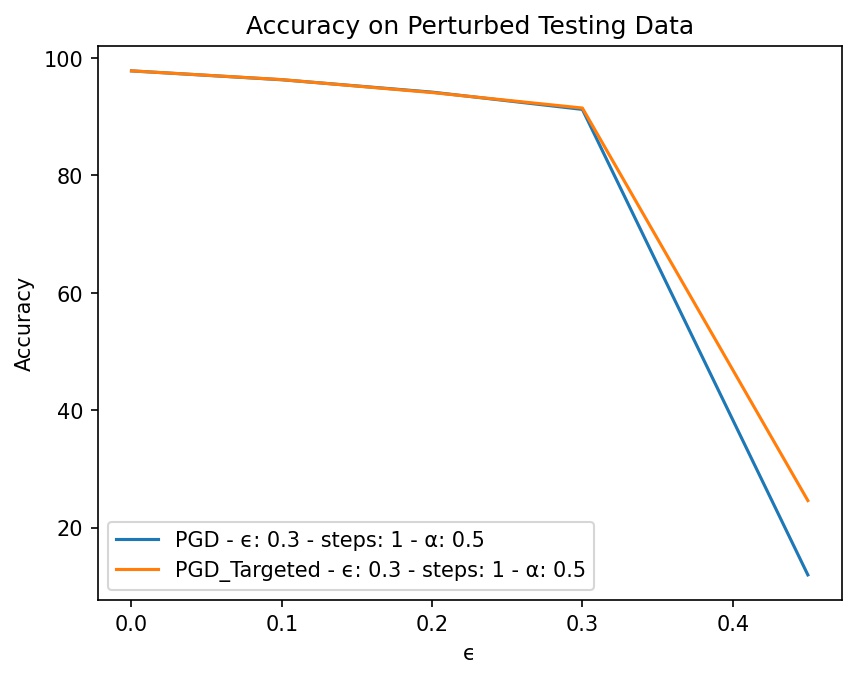 Accuracy on Perturbed Testing Data
100
80
60
40
20
Accuracy
PGD - ϵ: 0.3 - steps: 1 - α: 0.5
PGD_Targeted - ϵ: 0.3 - steps: 1 - α: 0.5
0.0 0.1 0.2 0.3 0.4
ϵ